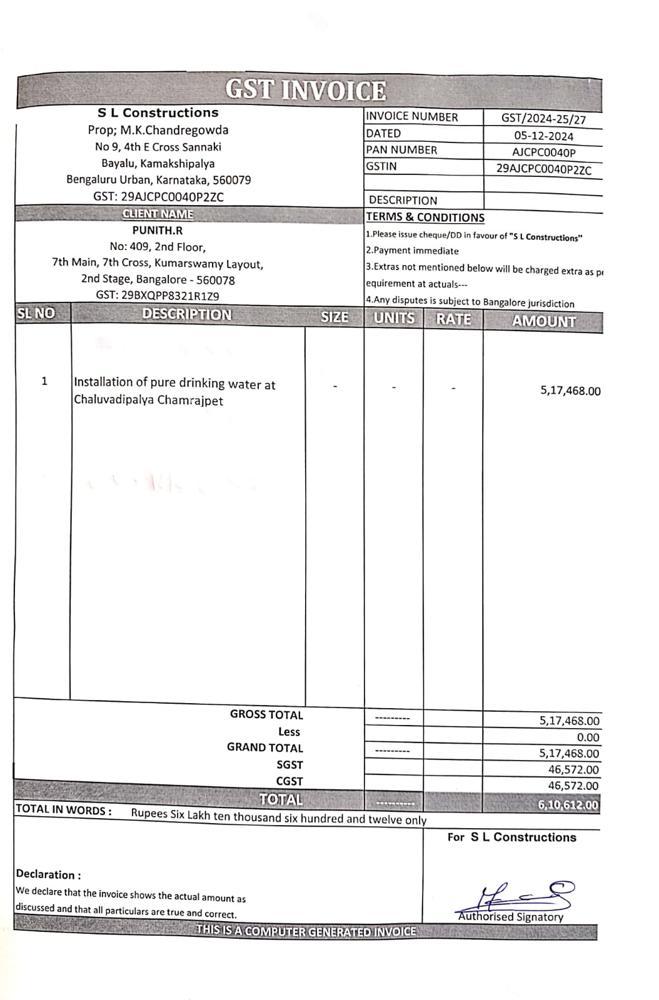 GST INVOICE
S L Constructions
Prop; M.K.Chandregowda
No 9, 4th E Cross Sannaki
Bayalu, Kamakshipalya
Bengaluru Urban, Karnataka, 560079
GST: 29AJCPC0040P2ZC
INVOICE NUMBER GST/2024-25/27
DATED 05-12-2024
PAN NUMBER AJCPC0040P
GSTIN 29AJCPC0040P2ZC
DESCRIPTION
CLIENT NAME
PUNITH.R
No: 409, 2nd Floor,
7th Main, 7th Cross, Kumarswamy Layout,
2nd Stage, Bangalore - 560078
GST: 29BXQPP8321R1Z9
TERMS & CONDITIONS
1.Please issue cheque/DD in favour of "S L Constructions"
2.Payment immediate
3.Extras not mentioned below will be charged extra as pe
equirement at actuals---
4.Any disputes is subject to Bangalore jurisdiction
SL NO DESCRIPTION SIZE UNITS RATE AMOUNT
1 Installation of pure drinking water at - - - 5,17,468.00
Chaluvadipalya Chamrajpet
GROSS TOTAL --------- 5,17,468.00
Less 0.00
GRAND TOTAL --------- 5,17,468.00
SGST 46,572.00
CGST 46,572.00
TOTAL --------- 6,10,612.00
TOTAL IN WORDS : Rupees Six Lakh ten thousand six hundred and twelve only
For S L Constructions
Declaration :
We declare that the invoice shows the actual amount as
discussed and that all particulars are true and correct.
Authorised Signatory
THIS IS A COMPUTER GENERATED INVOICE